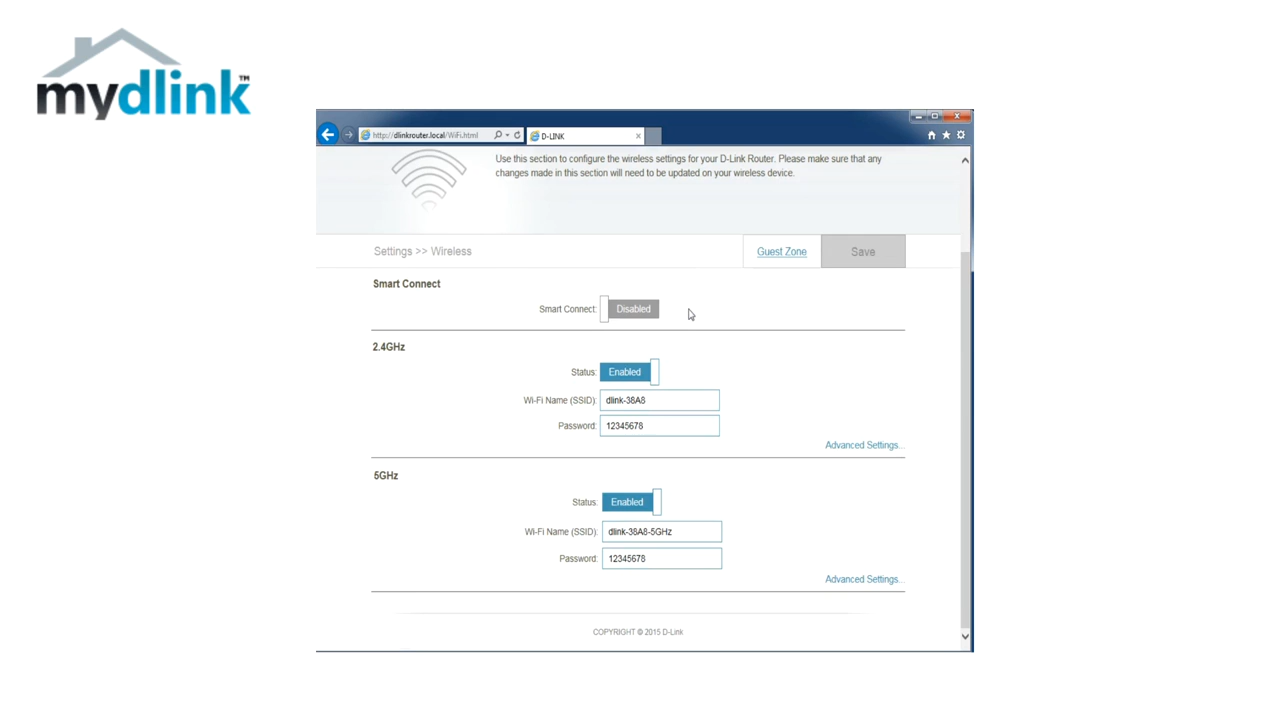 mydlink™
http://dlinkrouter.local/WiFi.html
D-LINK
Use this section to configure the wireless settings for your D-Link Router. Please make sure that any
changes made in this section will need to be updated on your wireless device.
Settings >> Wireless
Guest Zone
Save
Smart Connect
Smart Connect: Disabled
2.4GHz
Status: Enabled
Wi-Fi Name (SSID): dlink-38A8
Password: 12345678
Advanced Settings...
5GHz
Status: Enabled
Wi-Fi Name (SSID): dlink-38A8-5GHz
Password: 12345678
Advanced Settings...
COPYRIGHT © 2015 D-Link